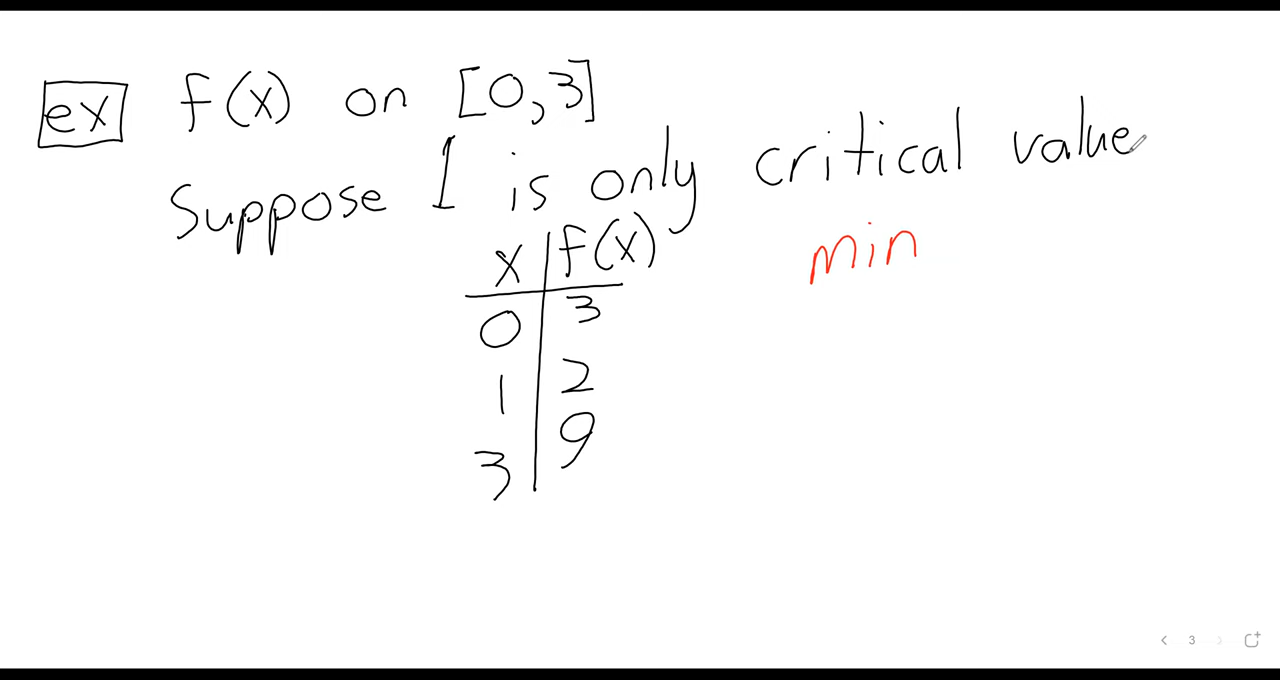 ex f(x) on [0,3]
Suppose 1 is only critical value
x f(x)
min
0 3
1 2
3 9
3